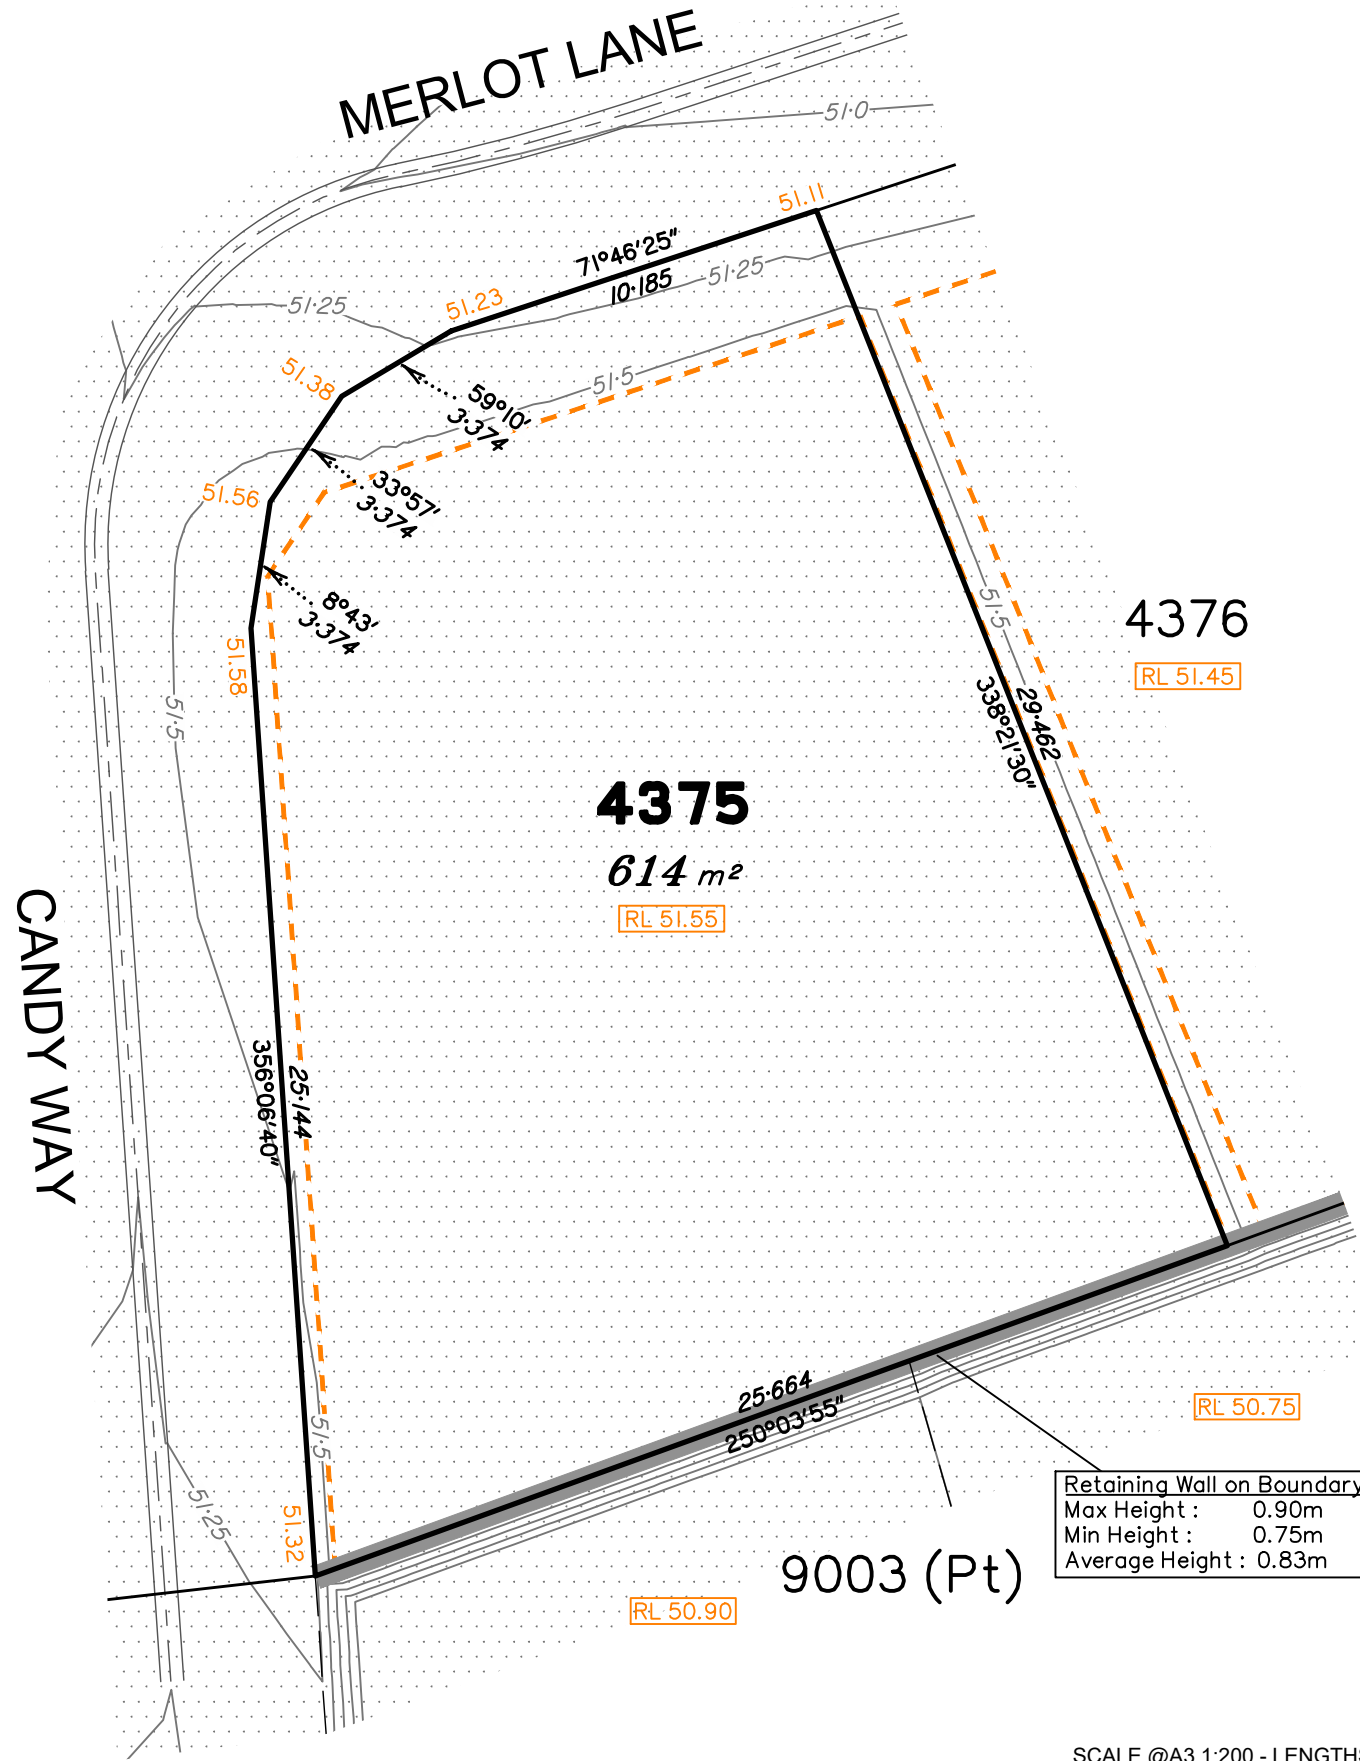 MERLOT LANE
51·0
51.11
71°46'25"
10·185
51·25
51.23
51·25
51.38
51·5
59°10'
3·374
33°57'
3·374
51.56
8°43'
3·374
51.58
51·5
51·5
4376
RL 51.45
29·462
338°21'30"
4375
614 m²
RL 51.55
CANDY WAY
25·144
356°06'40"
25·664
250°03'55"
51·5
51·25
51.32
RL 50.75
Retaining Wall on Boundary
Max Height : 0.90m
Min Height : 0.75m
Average Height : 0.83m
9003 (Pt)
RL 50.90
SCALE @A3 1:200 - LENGTHS